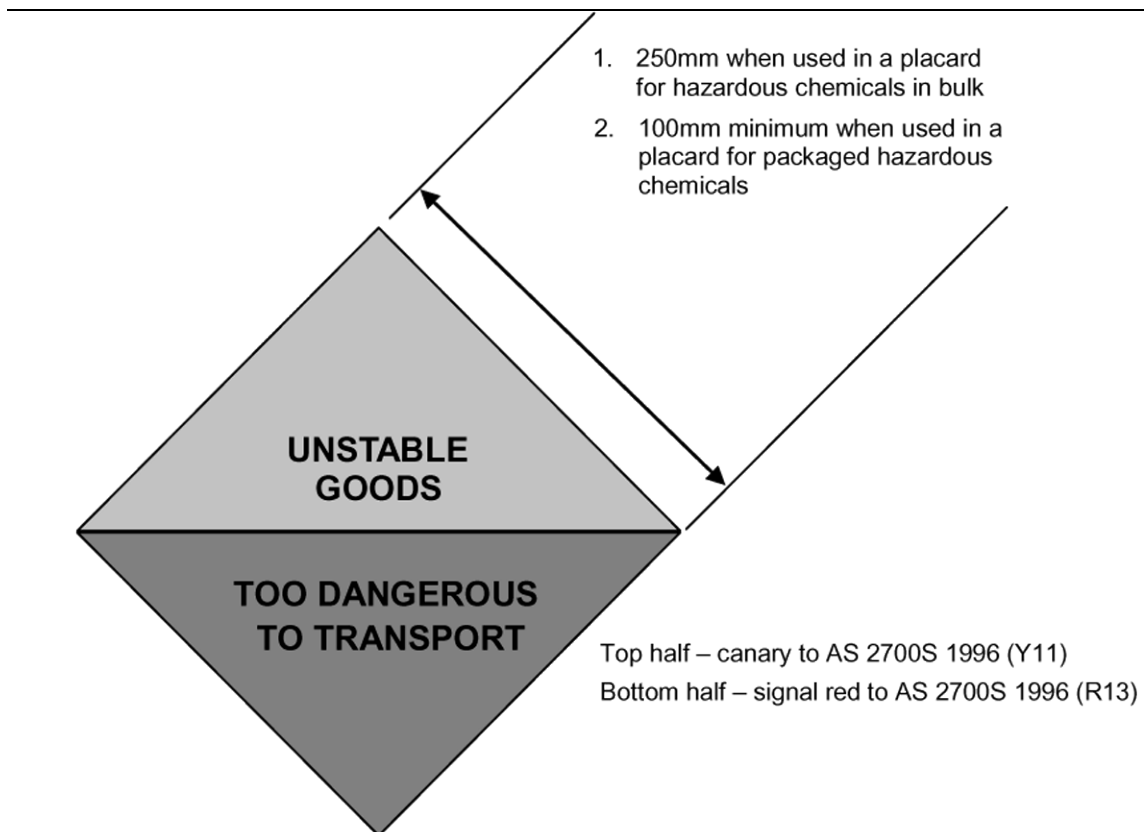 1. 250mm when used in a placard
for hazardous chemicals in bulk
2. 100mm minimum when used in a
placard for packaged hazardous
chemicals
UNSTABLE
GOODS
TOO DANGEROUS
TO TRANSPORT
Top half – canary to AS 2700S 1996 (Y11)
Bottom half – signal red to AS 2700S 1996 (R13)